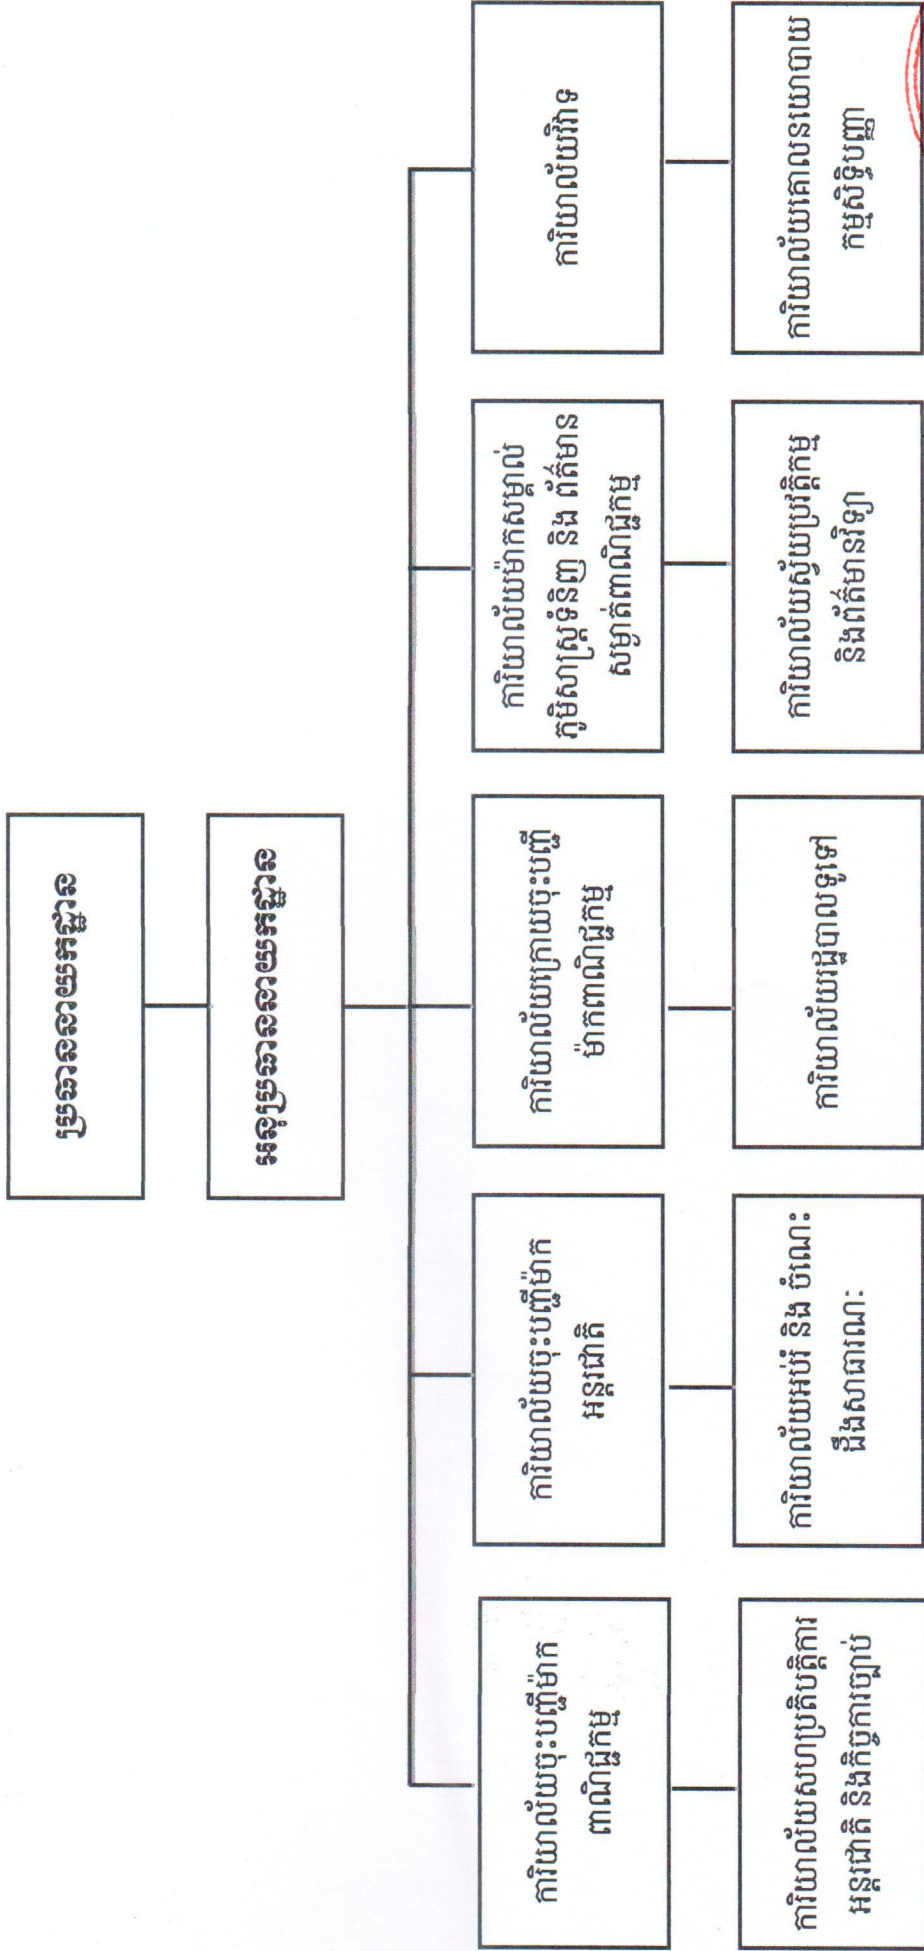 ប្រធាននាយកដ្ឋាន
អនុប្រធាននាយកដ្ឋាន
ការិយាល័យចុះបញ្ជីម៉ាក
ពាណិជ្ជកម្ម
ការិយាល័យចុះបញ្ជីម៉ាក
អន្តរជាតិ
ការិយាល័យក្រោយចុះបញ្ជី
ម៉ាកពាណិជ្ជកម្ម
ការិយាល័យម៉ាកសម្គាល់
ភូមិសាស្ត្រទំនិញ និង ព័ត៌មាន
សម្ងាត់ពាណិជ្ជកម្ម
ការិយាល័យវិវាទ
ការិយាល័យសហប្រតិបត្តិការ
អន្តរជាតិ និងកិច្ចការច្បាប់
ការិយាល័យអប់រំ និង ចំណេះ
ដឹងសាធារណៈ
ការិយាល័យរដ្ឋបាលទូទៅ
ការិយាល័យស្វ័យប្រវត្តិកម្ម
និងព័ត៌មានវិទ្យា
ការិយាល័យគោលនយោបាយ
កម្មសិទ្ធិបញ្ញា